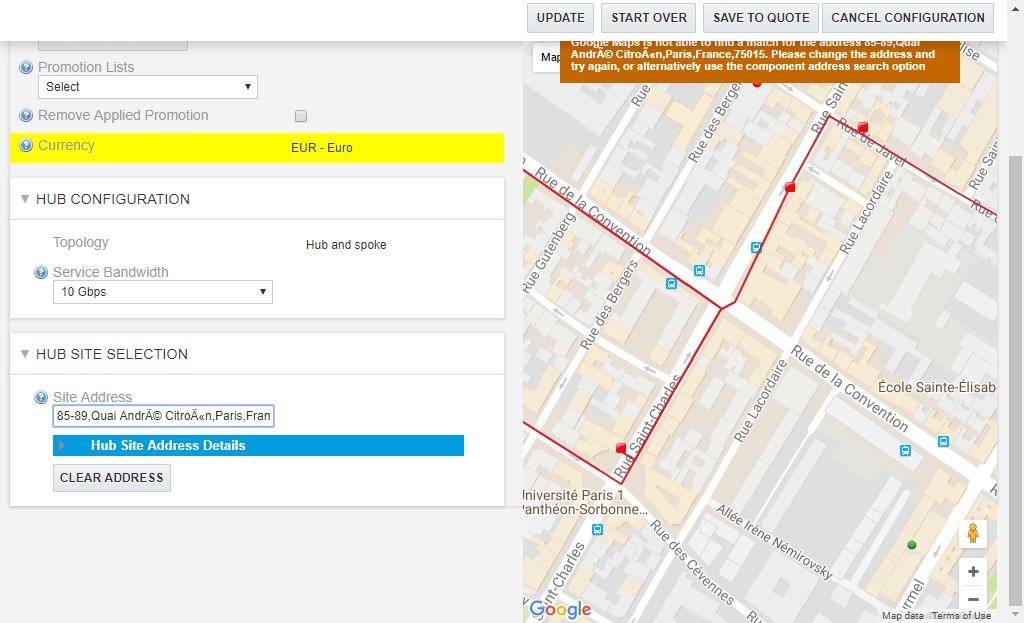 UPDATE
START OVER
SAVE TO QUOTE
CANCEL CONFIGURATION
Promotion Lists
Select
Remove Applied Promotion
Currency
EUR - Euro
HUB CONFIGURATION
Topology
Hub and spoke
Service Bandwidth
10 Gbps
HUB SITE SELECTION
Site Address
85-89,Quai AndrÃ© CitroÃ«n,Paris,Fran
Hub Site Address Details
CLEAR ADDRESS
Map
Google Maps is not able to find a match for the address 85-89,Quai
AndrÃ© CitroÃ«n,Paris,France,75015. Please change the address and
try again, or alternatively use the component address search option
Rue des Bergers
Rue Saint
Rue de Javel
Rue Sain
Rue de la Convention
Rue Gutenberg
Rue Lacordaire
Rue des Bergers
Rue de la Convention
École Sainte-Élisab
Rue Saint-Charles
Rue Lacordaire
Université Paris 1
Panthéon-Sorbonne...
Allée Irène Némirovsky
Rue des Cévennes
int-Charles
urmel
Google
Map data
Terms of Use